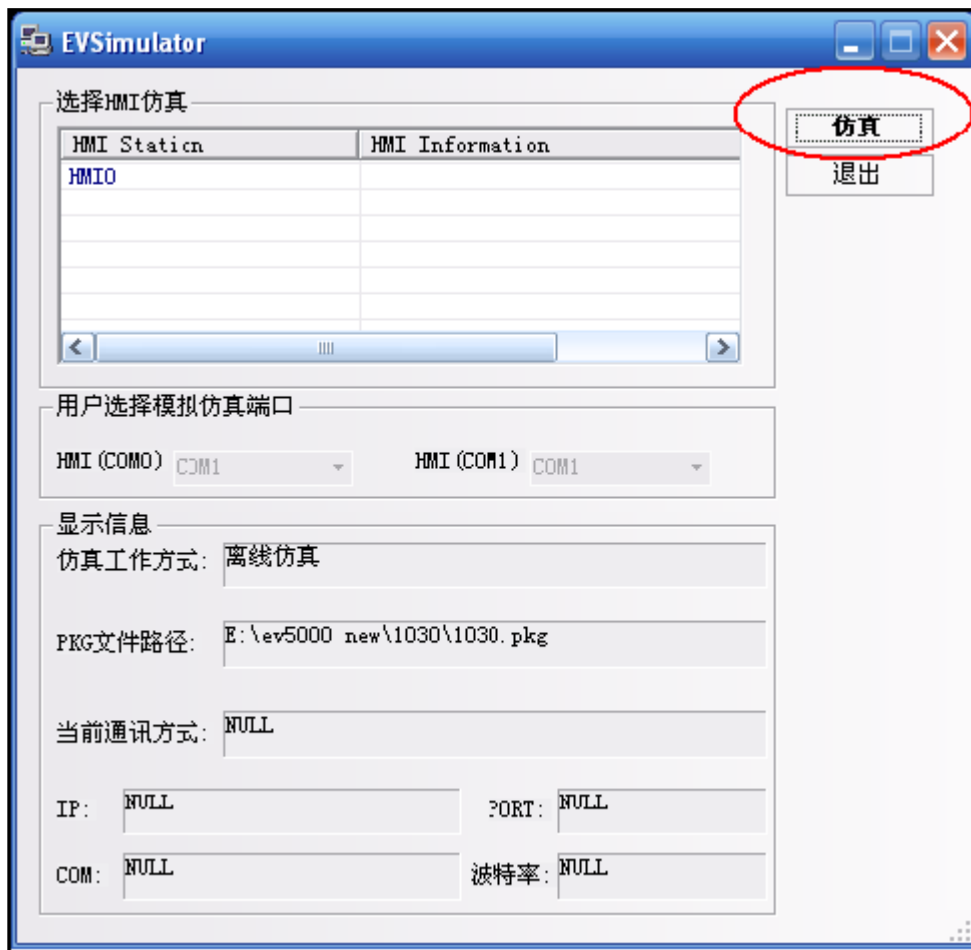 EVSimulator
选择HMI仿真
仿真
HMI Station HMI Information
HMI0
退出
用户选择模拟仿真端口
HMI(COM0) COM1 HMI(COM1) COM1
显示信息
仿真工作方式: 离线仿真
PKG文件路径: E:\ev5000 new\1030\1030.pkg
当前通讯方式: NULL
IP: NULL PORT: NULL
COM: NULL 波特率: NULL